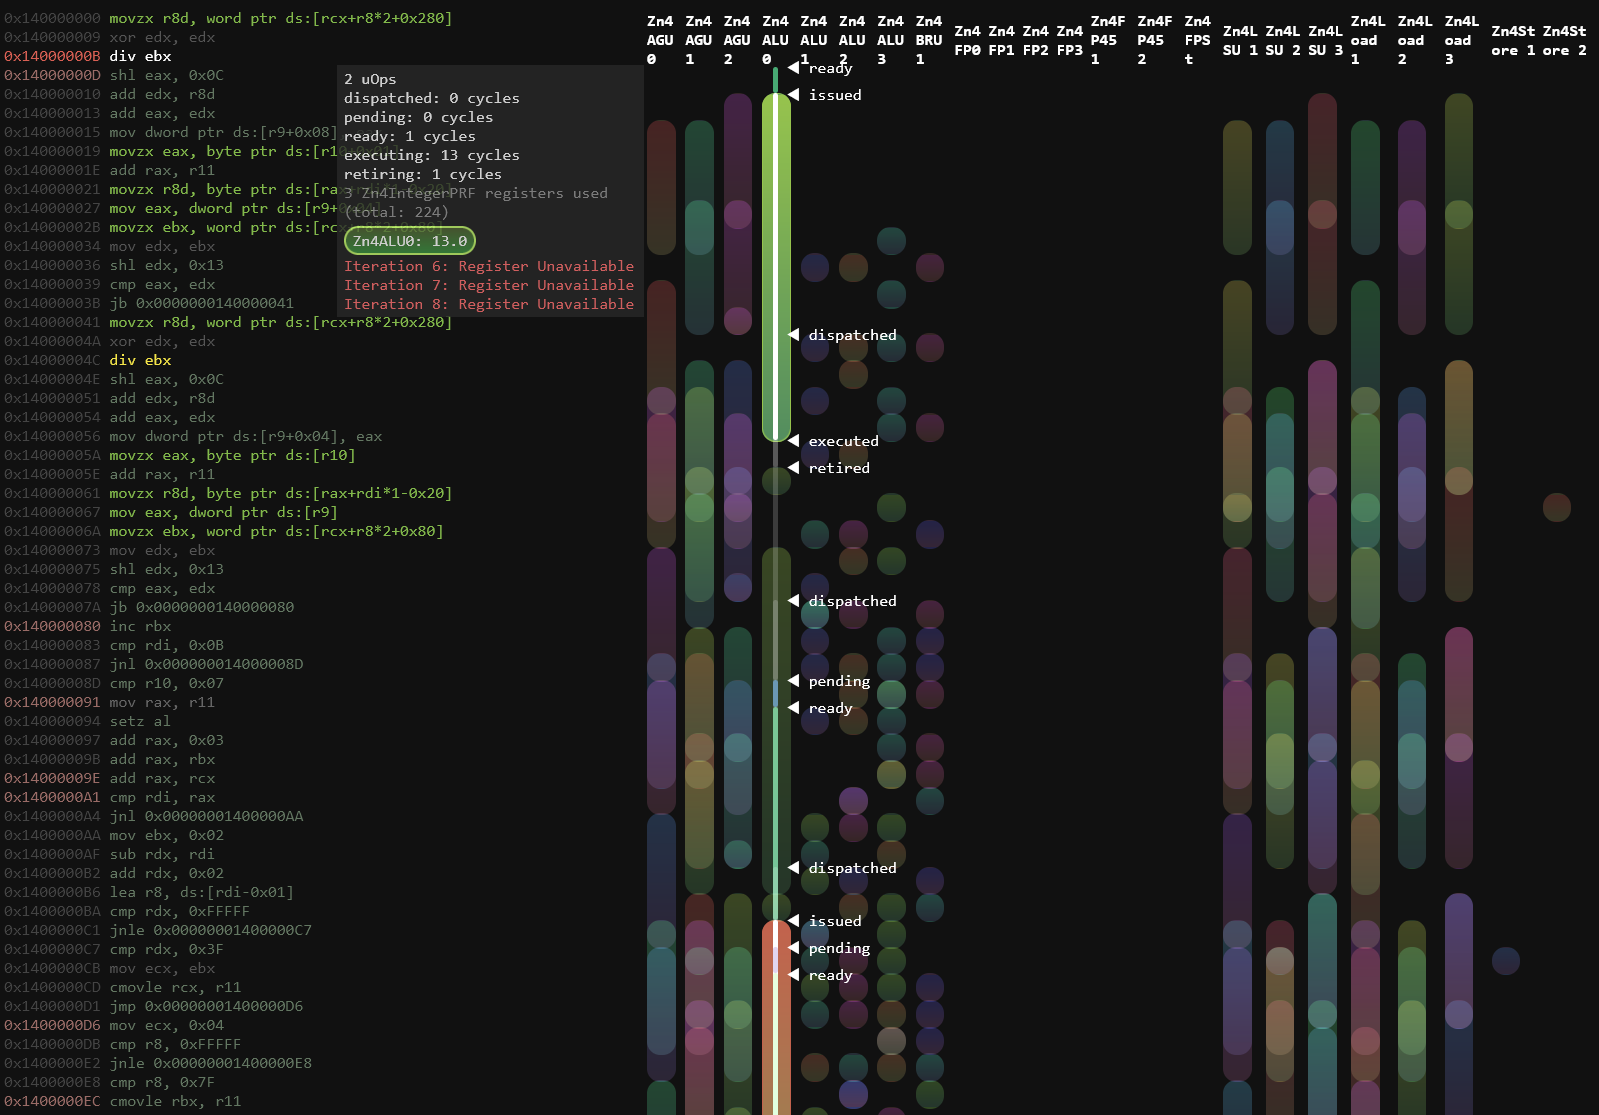 Zn4 AGU 0
Zn4 AGU 1
Zn4 AGU 2
Zn4 ALU 0
Zn4 ALU 1
Zn4 ALU 2
Zn4 ALU 3
Zn4 BRU 1
Zn4 FP0
Zn4 FP1
Zn4 FP2
Zn4 FP3
Zn4F P45 1
Zn4F P45 2
Zn4 FPS t
Zn4L SU 1
Zn4L SU 2
Zn4L SU 3
Zn4L oad 1
Zn4L oad 2
Zn4L oad 3
Zn4St ore 1
Zn4St ore 2
0x140000000 movzx r8d, word ptr ds:[rcx+r8*2+0x280]
0x140000009 xor edx, edx
0x14000000B div ebx
0x14000000D shl eax, 0x0C
0x140000010 add edx, r8d
0x140000013 add eax, edx
0x140000015 mov dword ptr ds:[r9+0x08]
0x140000019 movzx eax, byte ptr ds:[r10+0x01]
0x14000001E add rax, r11
0x140000021 movzx r8d, byte ptr ds:[rax+rdi*1-0x20]
0x140000027 mov eax, dword ptr ds:[r9+0x04]
0x14000002B movzx ebx, word ptr ds:[rcx+r8*2+0x80]
0x140000034 mov edx, ebx
0x140000036 shl edx, 0x13
0x140000039 cmp eax, edx
0x14000003B jb 0x0000000140000041
0x140000041 movzx r8d, word ptr ds:[rcx+r8*2+0x280]
0x14000004A xor edx, edx
0x14000004C div ebx
0x14000004E shl eax, 0x0C
0x140000051 add edx, r8d
0x140000054 add eax, edx
0x140000056 mov dword ptr ds:[r9+0x04], eax
0x14000005A movzx eax, byte ptr ds:[r10]
0x14000005E add rax, r11
0x140000061 movzx r8d, byte ptr ds:[rax+rdi*1-0x20]
0x140000067 mov eax, dword ptr ds:[r9]
0x14000006A movzx ebx, word ptr ds:[rcx+r8*2+0x80]
0x140000073 mov edx, ebx
0x140000075 shl edx, 0x13
0x140000078 cmp eax, edx
0x14000007A jb 0x0000000140000080
0x140000080 inc rbx
0x140000083 cmp rdi, 0x0B
0x140000087 jnl 0x000000014000008D
0x14000008D cmp r10, 0x07
0x140000091 mov rax, r11
0x140000094 setz al
0x140000097 add rax, 0x03
0x14000009B add rax, rbx
0x14000009E add rax, rcx
0x1400000A1 cmp rdi, rax
0x1400000A4 jnl 0x00000001400000AA
0x1400000AA mov ebx, 0x02
0x1400000AF sub rdx, rdi
0x1400000B2 add rdx, 0x02
0x1400000B6 lea r8, ds:[rdi-0x01]
0x1400000BA cmp rdx, 0xFFFFF
0x1400000C1 jnle 0x00000001400000C7
0x1400000C7 cmp rdx, 0x3F
0x1400000CB mov ecx, ebx
0x1400000CD cmovle rcx, r11
0x1400000D1 jmp 0x00000001400000D6
0x1400000D6 mov ecx, 0x04
0x1400000DB cmp r8, 0xFFFFF
0x1400000E2 jnle 0x00000001400000E8
0x1400000E8 cmp r8, 0x7F
0x1400000EC cmovle rbx, r11
2 uOps
dispatched: 0 cycles
pending: 0 cycles
ready: 1 cycles
executing: 13 cycles
retiring: 1 cycles
3 Zn4IntegerPRF registers used
(total: 224)
Zn4ALU0: 13.0
Iteration 6: Register Unavailable
Iteration 7: Register Unavailable
Iteration 8: Register Unavailable
ready
issued
dispatched
executed
retired
dispatched
pending
ready
dispatched
issued
pending
ready